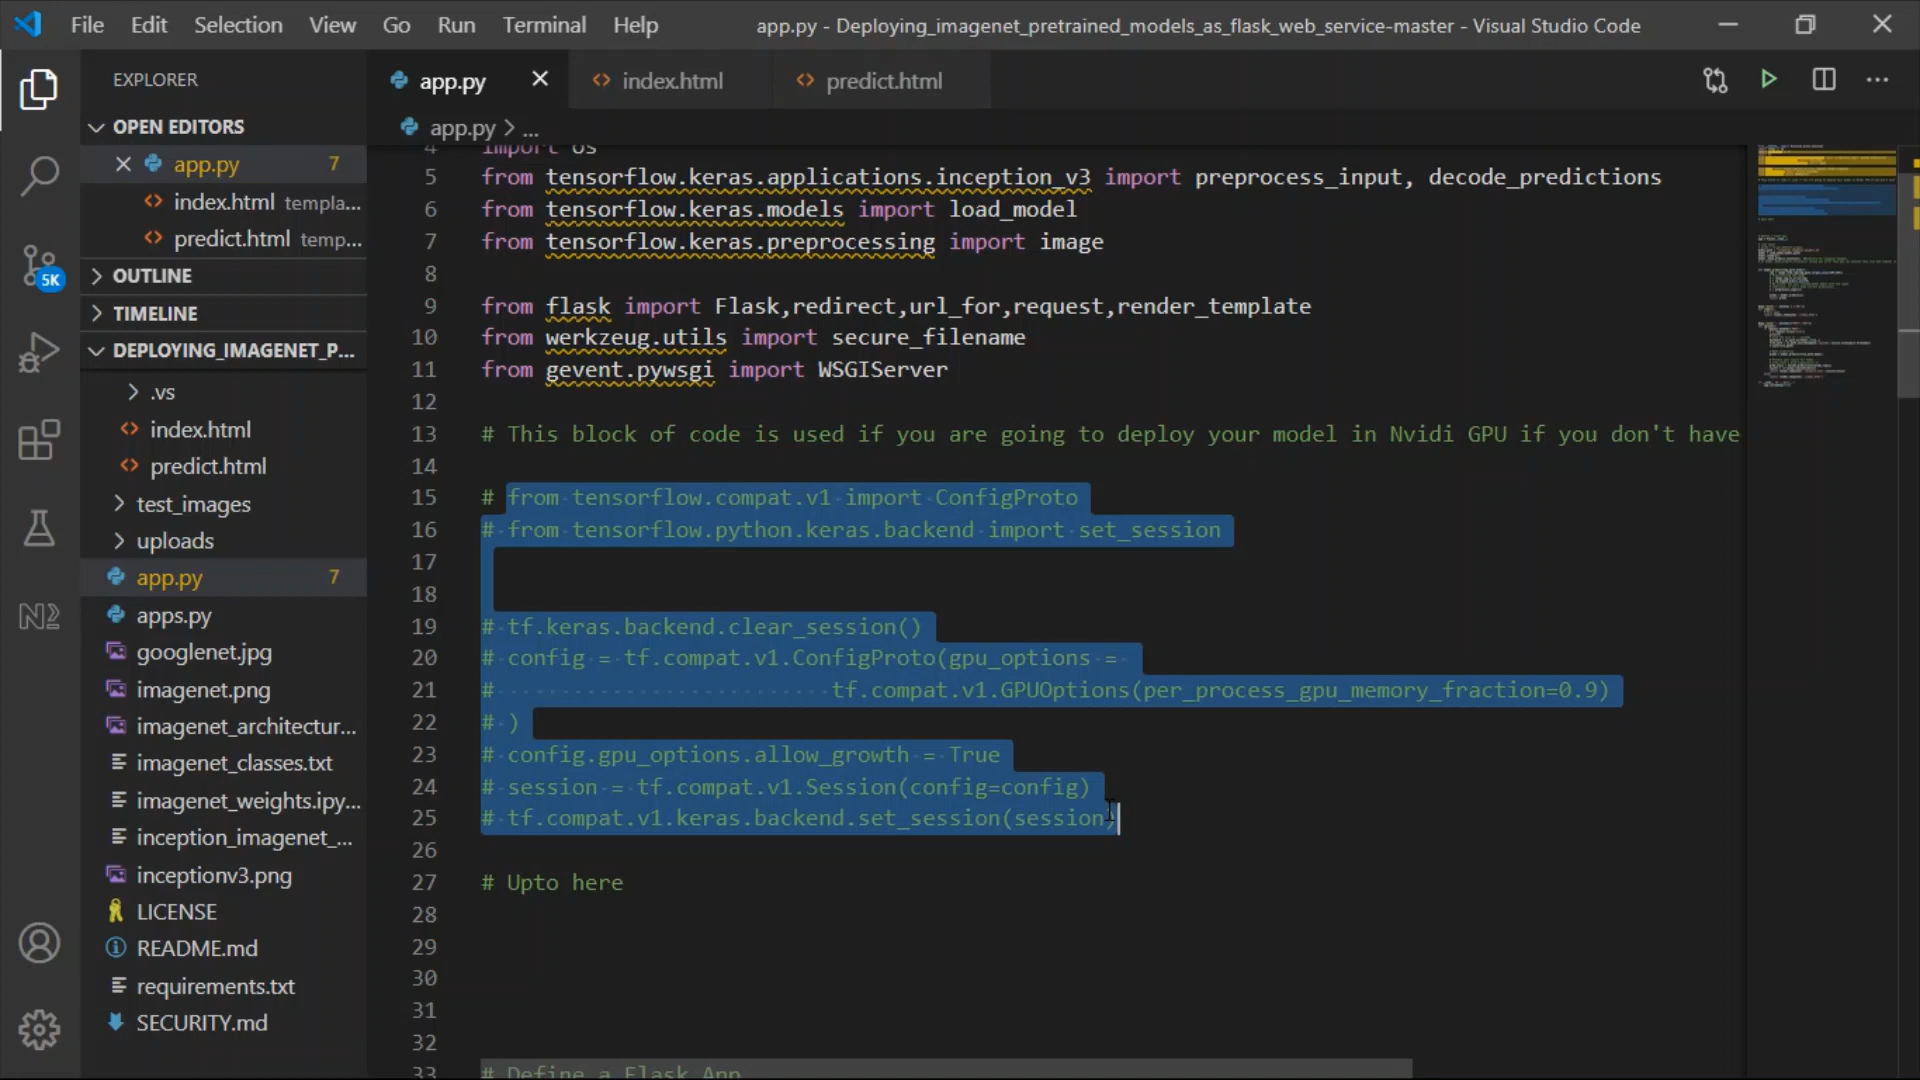 File Edit Selection View Go Run Terminal Help
app.py - Deploying_imagenet_pretrained_models_as_flask_web_service-master - Visual Studio Code
EXPLORER
OPEN EDITORS
app.py 7
index.html templa...
predict.html temp...
OUTLINE
TIMELINE
DEPLOYING_IMAGENET_P...
.vs
index.html
predict.html
test_images
uploads
app.py 7
apps.py
googlenet.jpg
imagenet.png
imagenet_architectur...
imagenet_classes.txt
imagenet_weights.ipy...
inception_imagenet_...
inceptionv3.png
LICENSE
README.md
requirements.txt
SECURITY.md
5K
app.py index.html predict.html
app.py > ...
4 import os
5 from tensorflow.keras.applications.inception_v3 import preprocess_input, decode_predictions
6 from tensorflow.keras.models import load_model
7 from tensorflow.keras.preprocessing import image
8
9 from flask import Flask,redirect,url_for,request,render_template
10 from werkzeug.utils import secure_filename
11 from gevent.pywsgi import WSGIServer
12
13 # This block of code is used if you are going to deploy your model in Nvidi GPU if you don't have
14
15 # from tensorflow.compat.v1 import ConfigProto
16 # from tensorflow.python.keras.backend import set_session
17
18
19 # tf.keras.backend.clear_session()
20 # config = tf.compat.v1.ConfigProto(gpu_options =
21 # tf.compat.v1.GPUOptions(per_process_gpu_memory_fraction=0.9)
22 # )
23 # config.gpu_options.allow_growth = True
24 # session = tf.compat.v1.Session(config=config)
25 # tf.compat.v1.keras.backend.set_session(session)
26
27 # Upto here
28
29
30
31
32
33 # Define a Flask App